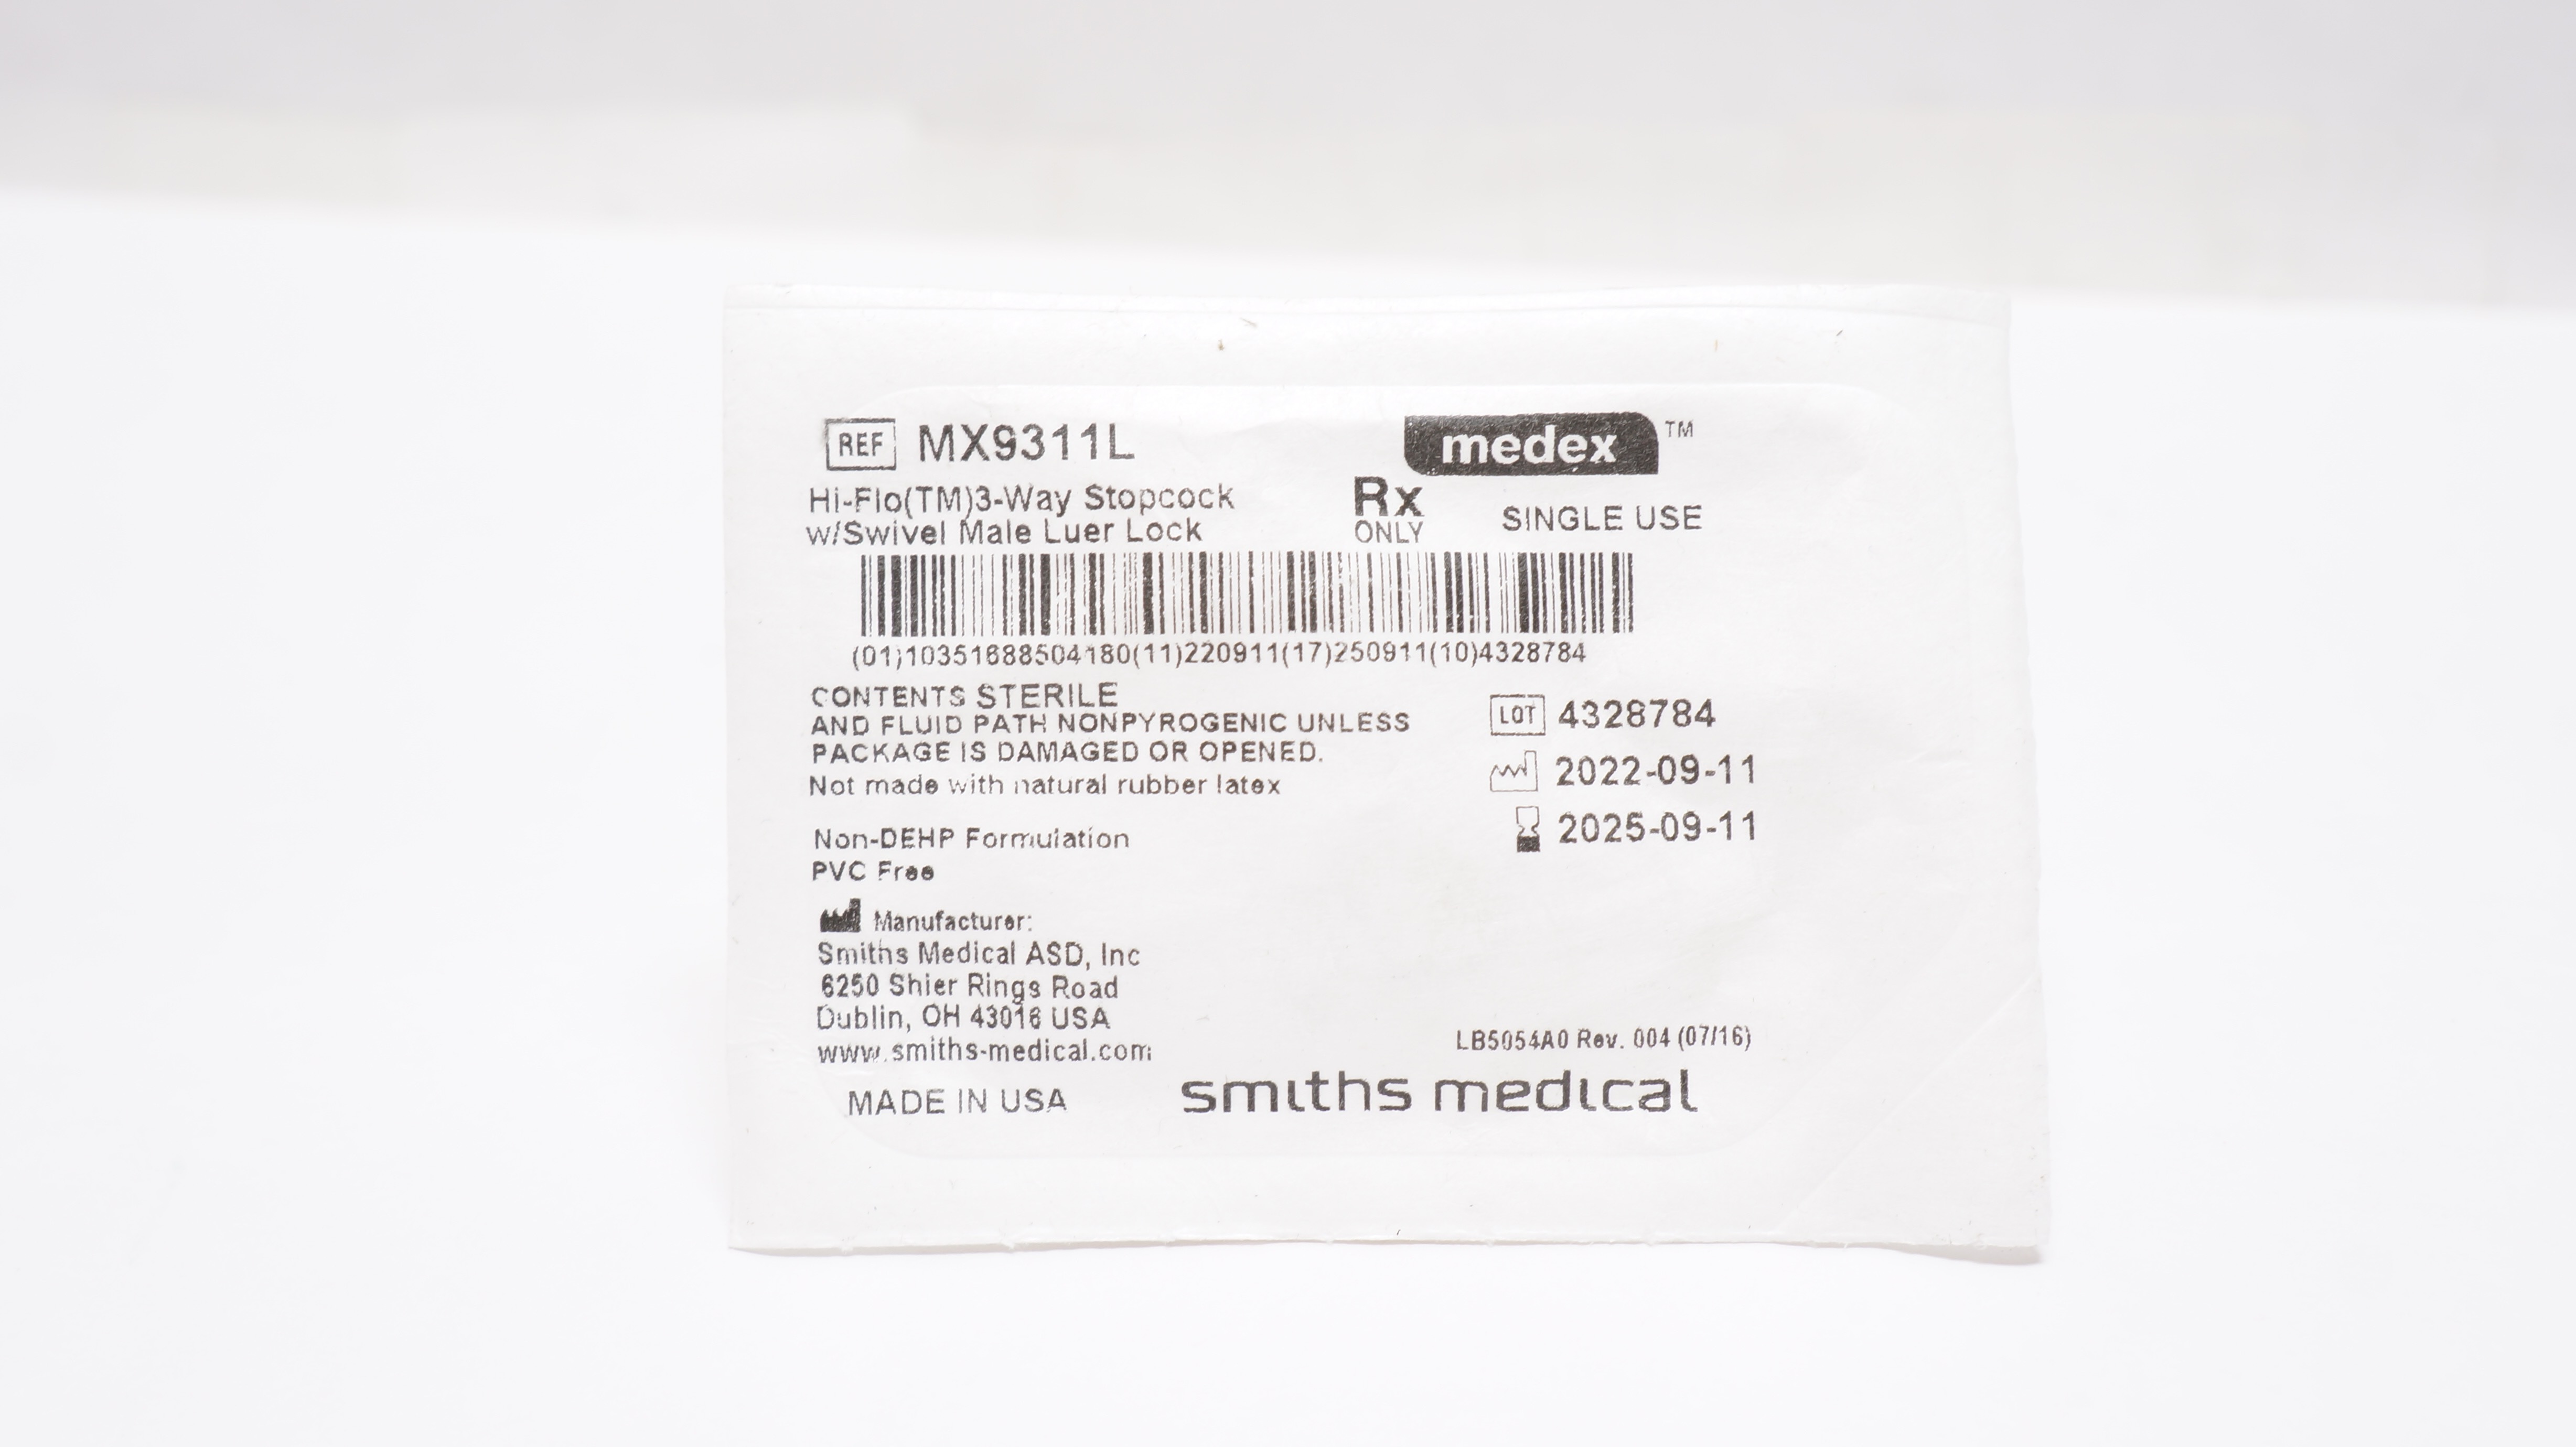 REF MX9311L
medex TM
Hi-Flo(TM)3-Way Stopcock
w/Swivel Male Luer Lock
Rx
ONLY
SINGLE USE
(01)10351688504180(11)220911(17)250911(10)4328784
CONTENTS STERILE
AND FLUID PATH NONPYROGENIC UNLESS
PACKAGE IS DAMAGED OR OPENED.
Not made with natural rubber latex
LOT 4328784
2022-09-11
2025-09-11
Non-DEHP Formulation
PVC Free
Manufacturer:
Smiths Medical ASD, Inc
6250 Shier Rings Road
Dublin, OH 43016 USA
www.smiths-medical.com
LB5054A0 Rev. 004 (07/16)
MADE IN USA
smiths medical